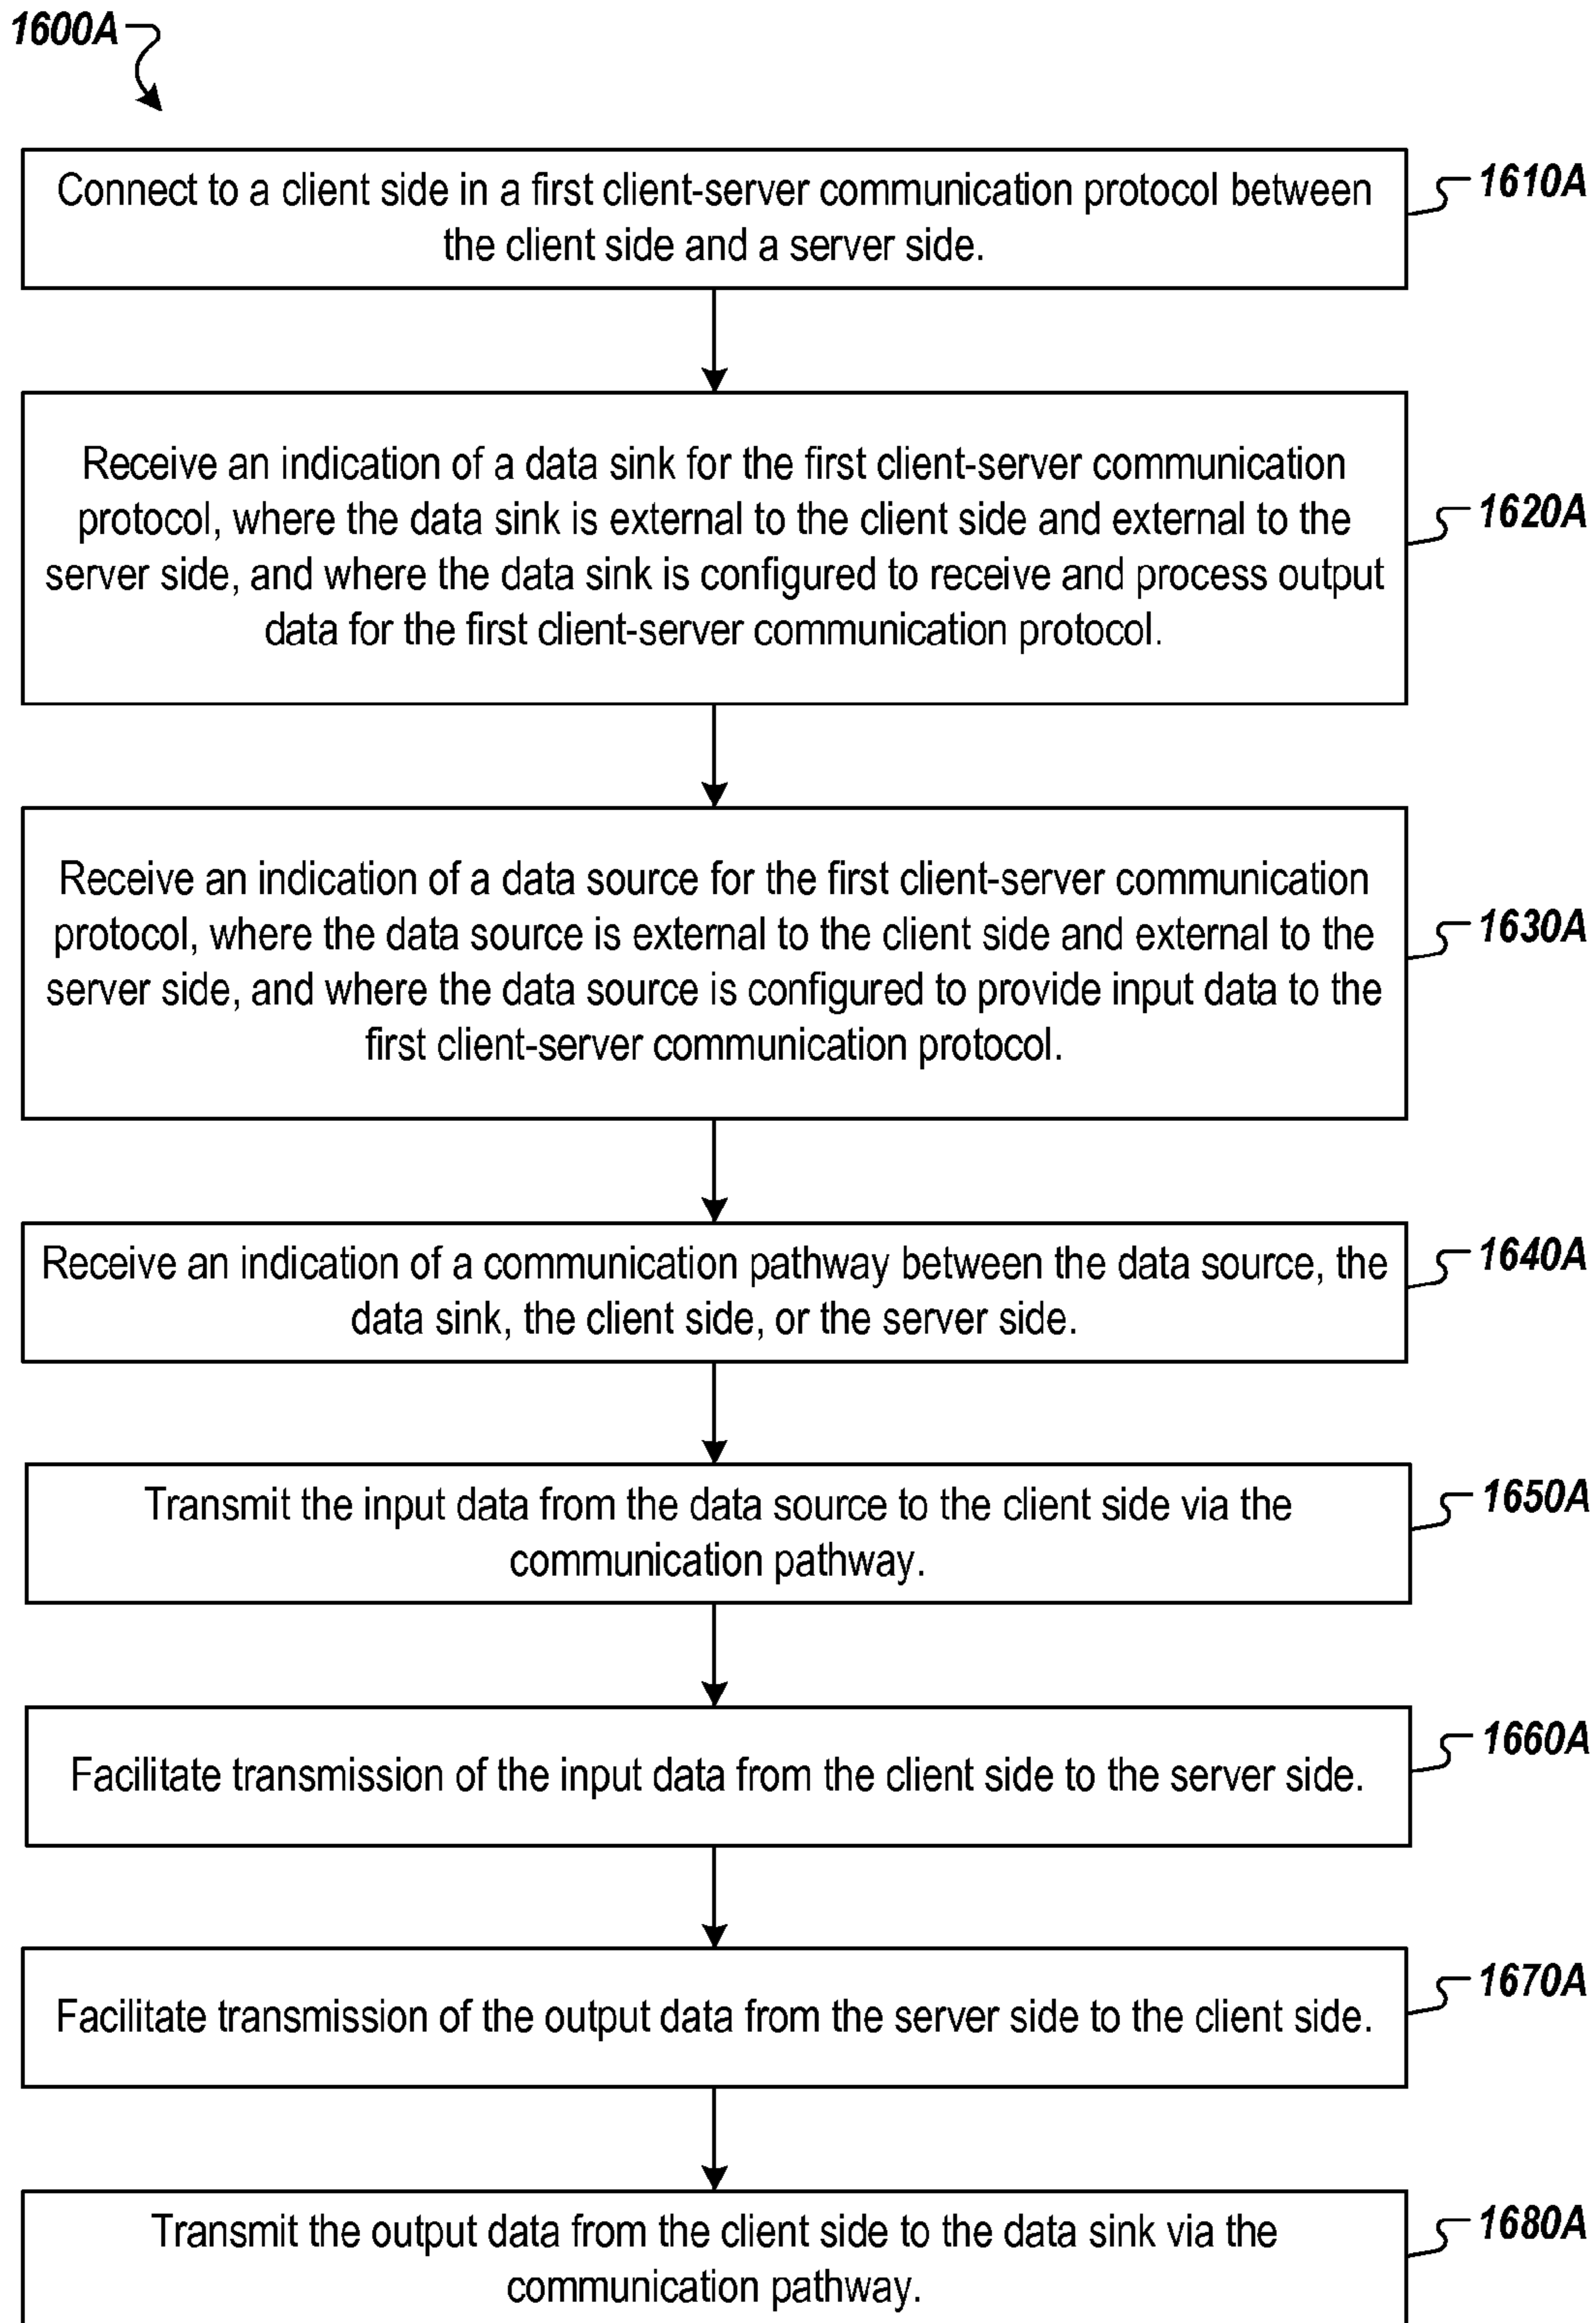 1600A
Connect to a client side in a first client-server communication protocol between
the client side and a server side.
1610A
Receive an indication of a data sink for the first client-server communication
protocol, where the data sink is external to the client side and external to the
server side, and where the data sink is configured to receive and process output
data for the first client-server communication protocol.
1620A
Receive an indication of a data source for the first client-server communication
protocol, where the data source is external to the client side and external to the
server side, and where the data source is configured to provide input data to the
first client-server communication protocol.
1630A
Receive an indication of a communication pathway between the data source, the
data sink, the client side, or the server side.
1640A
Transmit the input data from the data source to the client side via the
communication pathway.
1650A
Facilitate transmission of the input data from the client side to the server side.
1660A
Facilitate transmission of the output data from the server side to the client side.
1670A
Transmit the output data from the client side to the data sink via the
communication pathway.
1680A